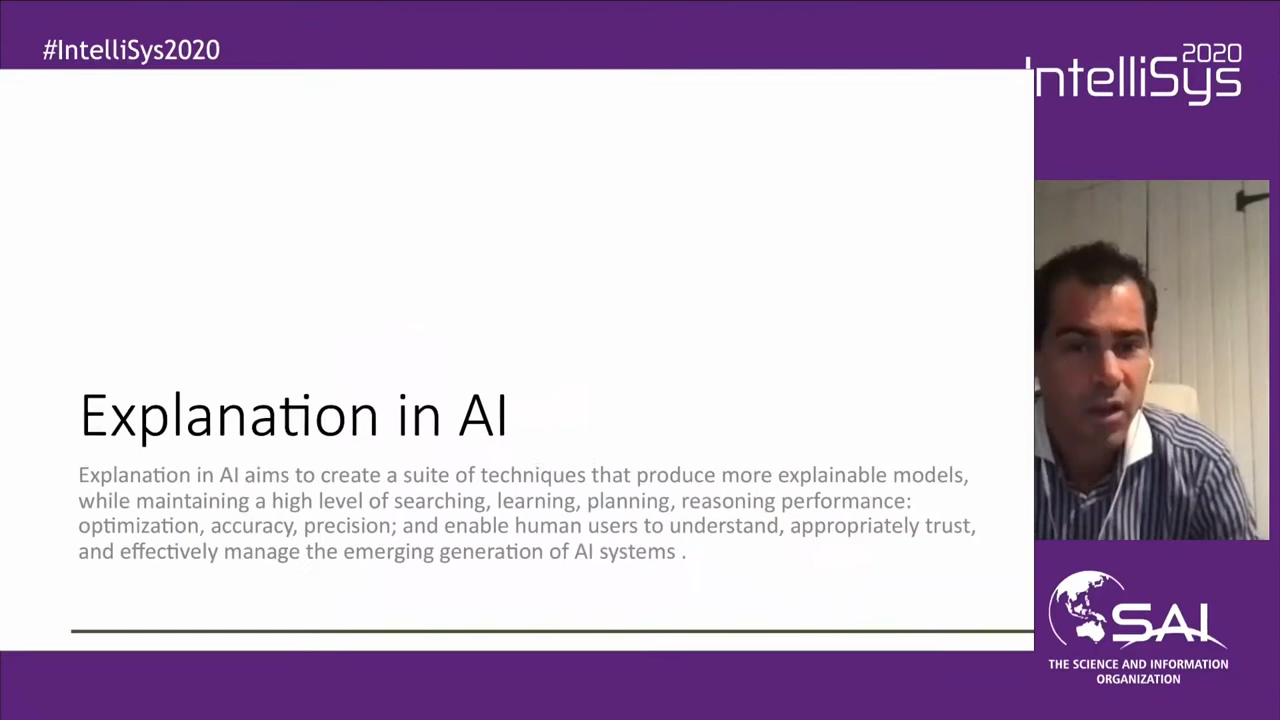 #IntelliSys2020
2020
IntelliSys
Explanation in AI
Explanation in AI aims to create a suite of techniques that produce more explainable models,
while maintaining a high level of searching, learning, planning, reasoning performance:
optimization, accuracy, precision; and enable human users to understand, appropriately trust,
and effectively manage the emerging generation of AI systems .
SAI
THE SCIENCE AND INFORMATION
ORGANIZATION